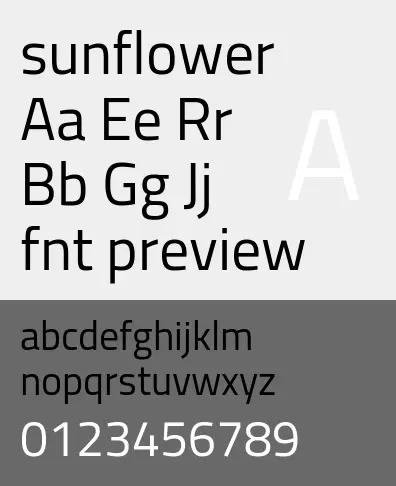 sunflower
Aa Ee Rr
A
Bb Gg Jj
fnt preview
abcdefghijklm
nopqrstuvwxyz
0123456789